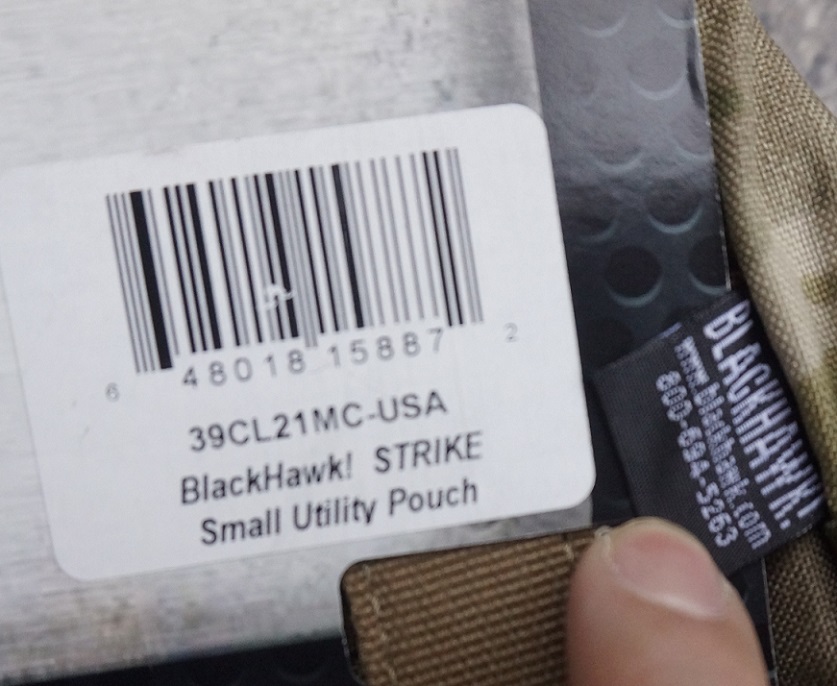 6 48018 15887 2
39CL21MC-USA
BlackHawk! STRIKE
Small Utility Pouch
BLACKHAWK!
www.blackhawk.com
800-694-5263